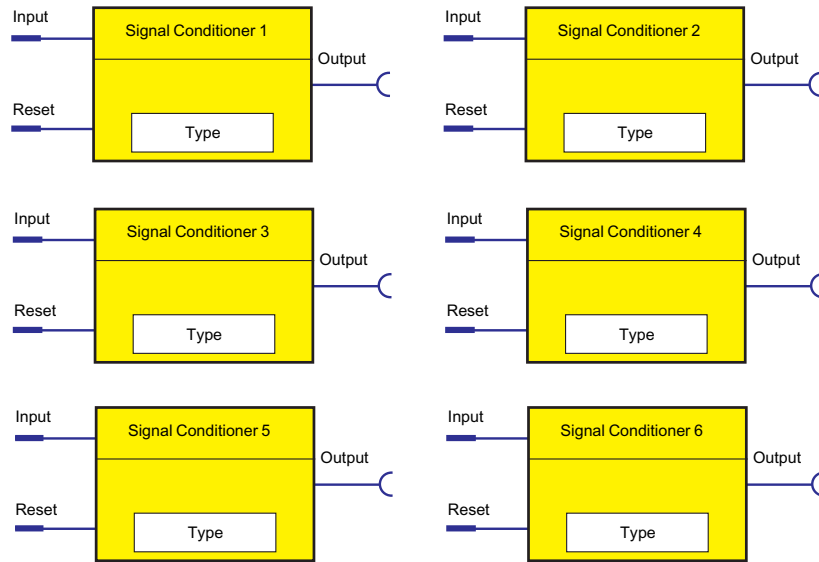 Input
Signal Conditioner 1
Output
Reset
Type
Input
Signal Conditioner 2
Output
Reset
Type
Input
Signal Conditioner 3
Output
Reset
Type
Input
Signal Conditioner 4
Output
Reset
Type
Input
Signal Conditioner 5
Output
Reset
Type
Input
Signal Conditioner 6
Output
Reset
Type